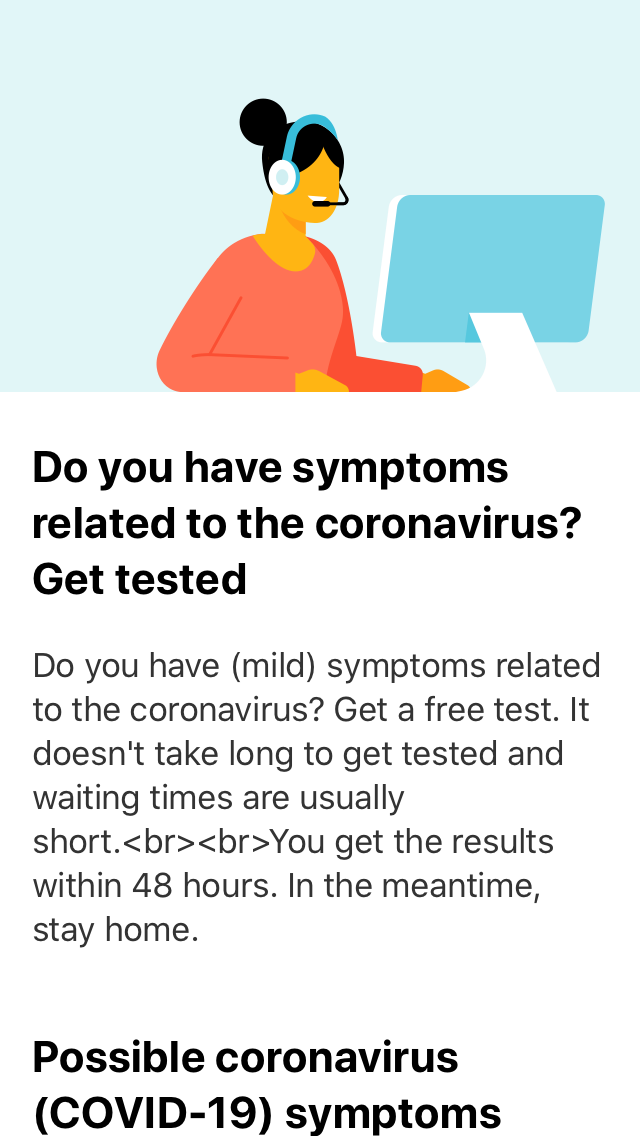 Do you have symptoms
related to the coronavirus?
Get tested
Do you have (mild) symptoms related
to the coronavirus? Get a free test. It
doesn't take long to get tested and
waiting times are usually
short.<br><br>You get the results
within 48 hours. In the meantime,
stay home.
Possible coronavirus
(COVID-19) symptoms